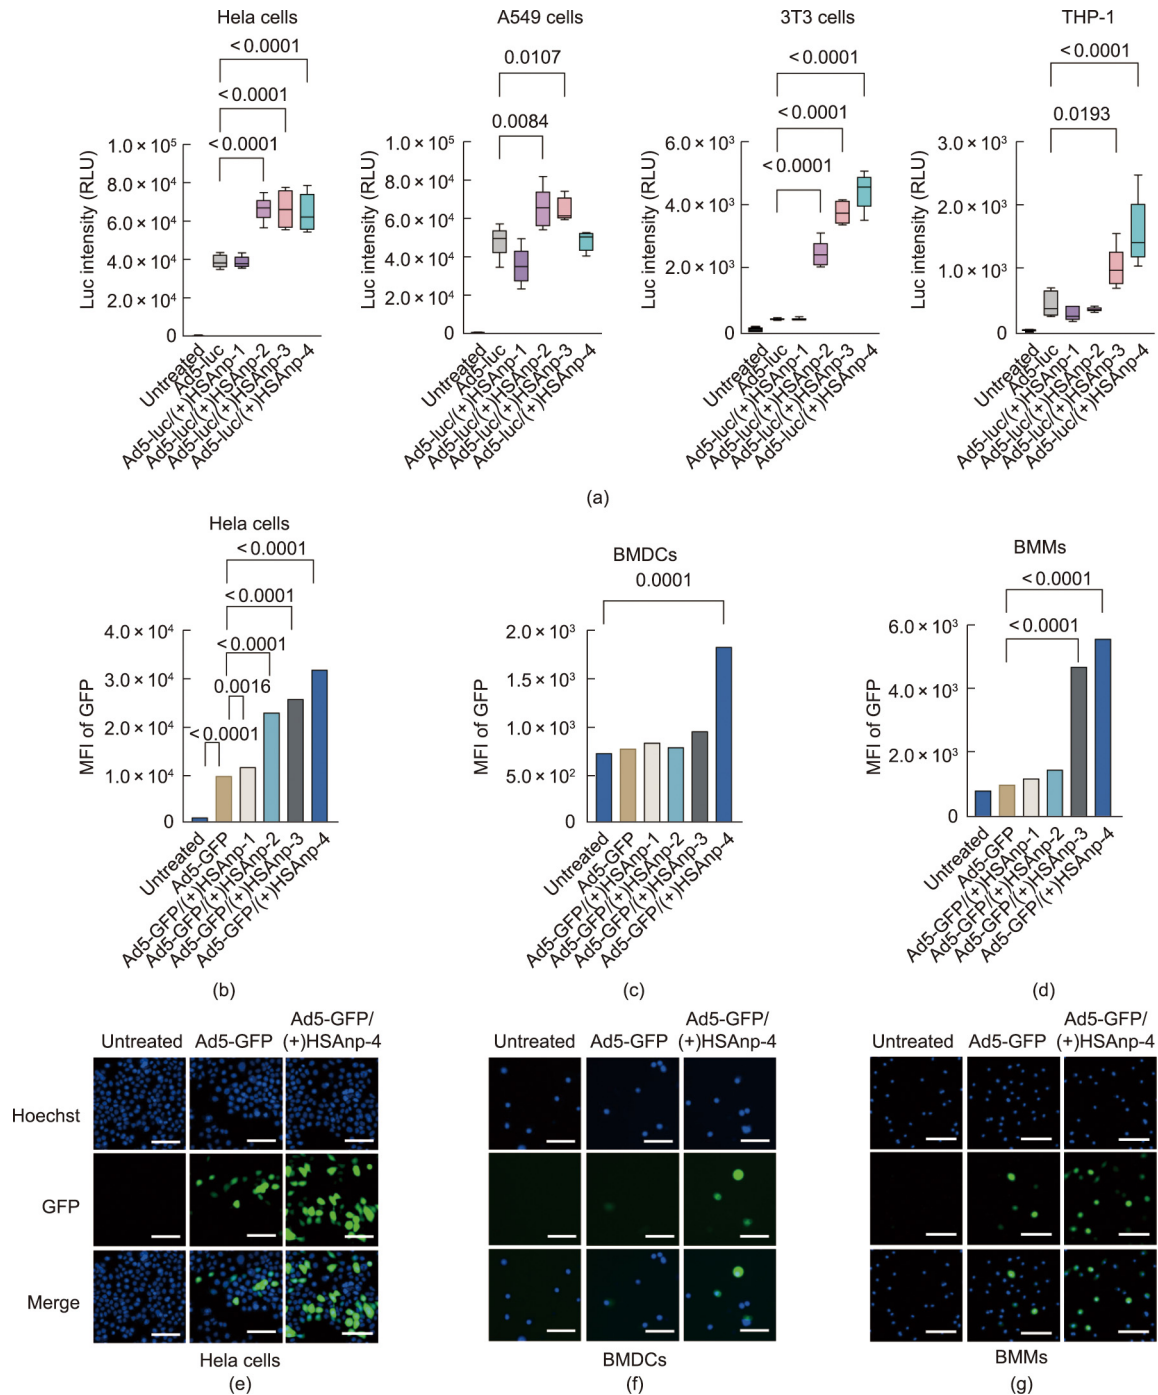 Hela cells
A549 cells
3T3 cells
THP-1
< 0.0001
< 0.0001
< 0.0001
Luc intensity (RLU)
1.0 × 10⁵
8.0 × 10⁴
6.0 × 10⁴
4.0 × 10⁴
2.0 × 10⁴
0
Untreated
Ad5-luc
Ad5-luc/(+)HSAnp-1
Ad5-luc/(+)HSAnp-2
Ad5-luc/(+)HSAnp-3
Ad5-luc/(+)HSAnp-4
0.0107
0.0084
Luc intensity (RLU)
1.0 × 10⁵
8.0 × 10⁴
6.0 × 10⁴
4.0 × 10⁴
2.0 × 10⁴
0
Untreated
Ad5-luc
Ad5-luc/(+)HSAnp-1
Ad5-luc/(+)HSAnp-2
Ad5-luc/(+)HSAnp-3
Ad5-luc/(+)HSAnp-4
< 0.0001
< 0.0001
< 0.0001
Luc intensity (RLU)
6.0 × 10³
4.0 × 10³
2.0 × 10³
0
Untreated
Ad5-luc
Ad5-luc/(+)HSAnp-1
Ad5-luc/(+)HSAnp-2
Ad5-luc/(+)HSAnp-3
Ad5-luc/(+)HSAnp-4
< 0.0001
0.0193
Luc intensity (RLU)
3.0 × 10³
2.0 × 10³
1.0 × 10³
0
Untreated
Ad5-luc
Ad5-luc/(+)HSAnp-1
Ad5-luc/(+)HSAnp-2
Ad5-luc/(+)HSAnp-3
Ad5-luc/(+)HSAnp-4
(a)
Hela cells
< 0.0001
< 0.0001
< 0.0001
0.0016
< 0.0001
MFI of GFP
4.0 × 10⁴
3.0 × 10⁴
2.0 × 10⁴
1.0 × 10⁴
0
Untreated
Ad5-GFP
Ad5-GFP/(+)HSAnp-1
Ad5-GFP/(+)HSAnp-2
Ad5-GFP/(+)HSAnp-3
Ad5-GFP/(+)HSAnp-4
(b)
BMDCs
0.0001
MFI of GFP
2.0 × 10³
1.5 × 10³
1.0 × 10³
5.0 × 10²
0
Untreated
Ad5-GFP
Ad5-GFP/(+)HSAnp-1
Ad5-GFP/(+)HSAnp-2
Ad5-GFP/(+)HSAnp-3
Ad5-GFP/(+)HSAnp-4
(c)
BMMs
< 0.0001
< 0.0001
MFI of GFP
6.0 × 10³
4.0 × 10³
2.0 × 10³
0
Untreated
Ad5-GFP
Ad5-GFP/(+)HSAnp-1
Ad5-GFP/(+)HSAnp-2
Ad5-GFP/(+)HSAnp-3
Ad5-GFP/(+)HSAnp-4
(d)
Untreated
Ad5-GFP
Ad5-GFP/
(+)HSAnp-4
Hoechst
GFP
Merge
Hela cells
(e)
Untreated
Ad5-GFP
Ad5-GFP/
(+)HSAnp-4
BMDCs
(f)
Untreated
Ad5-GFP
Ad5-GFP/
(+)HSAnp-4
BMMs
(g)